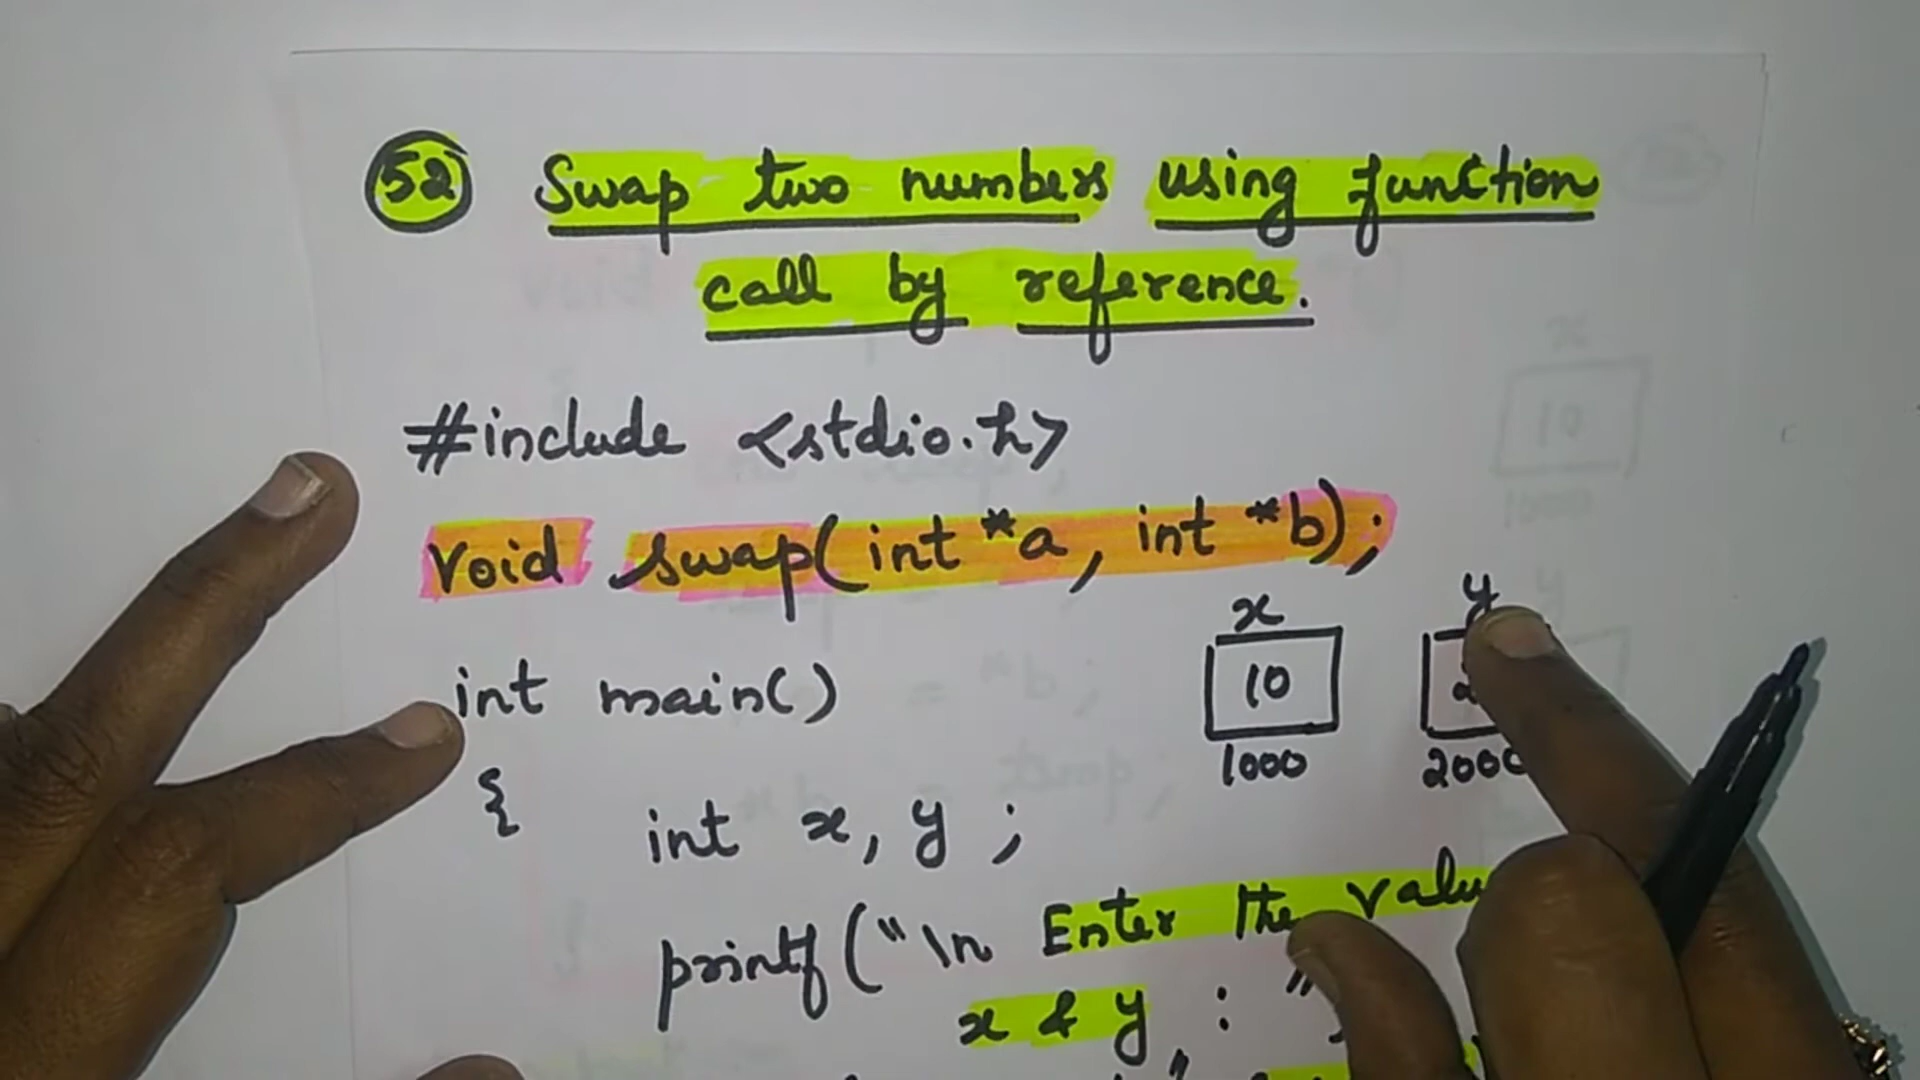 52 Swap two numbers using function
call by reference.
#include <stdio.h>
void swap(int *a, int *b);
x y
int main() 10
1000 2000
{ int x, y ;
printf ("\n Enter the
x & y : "